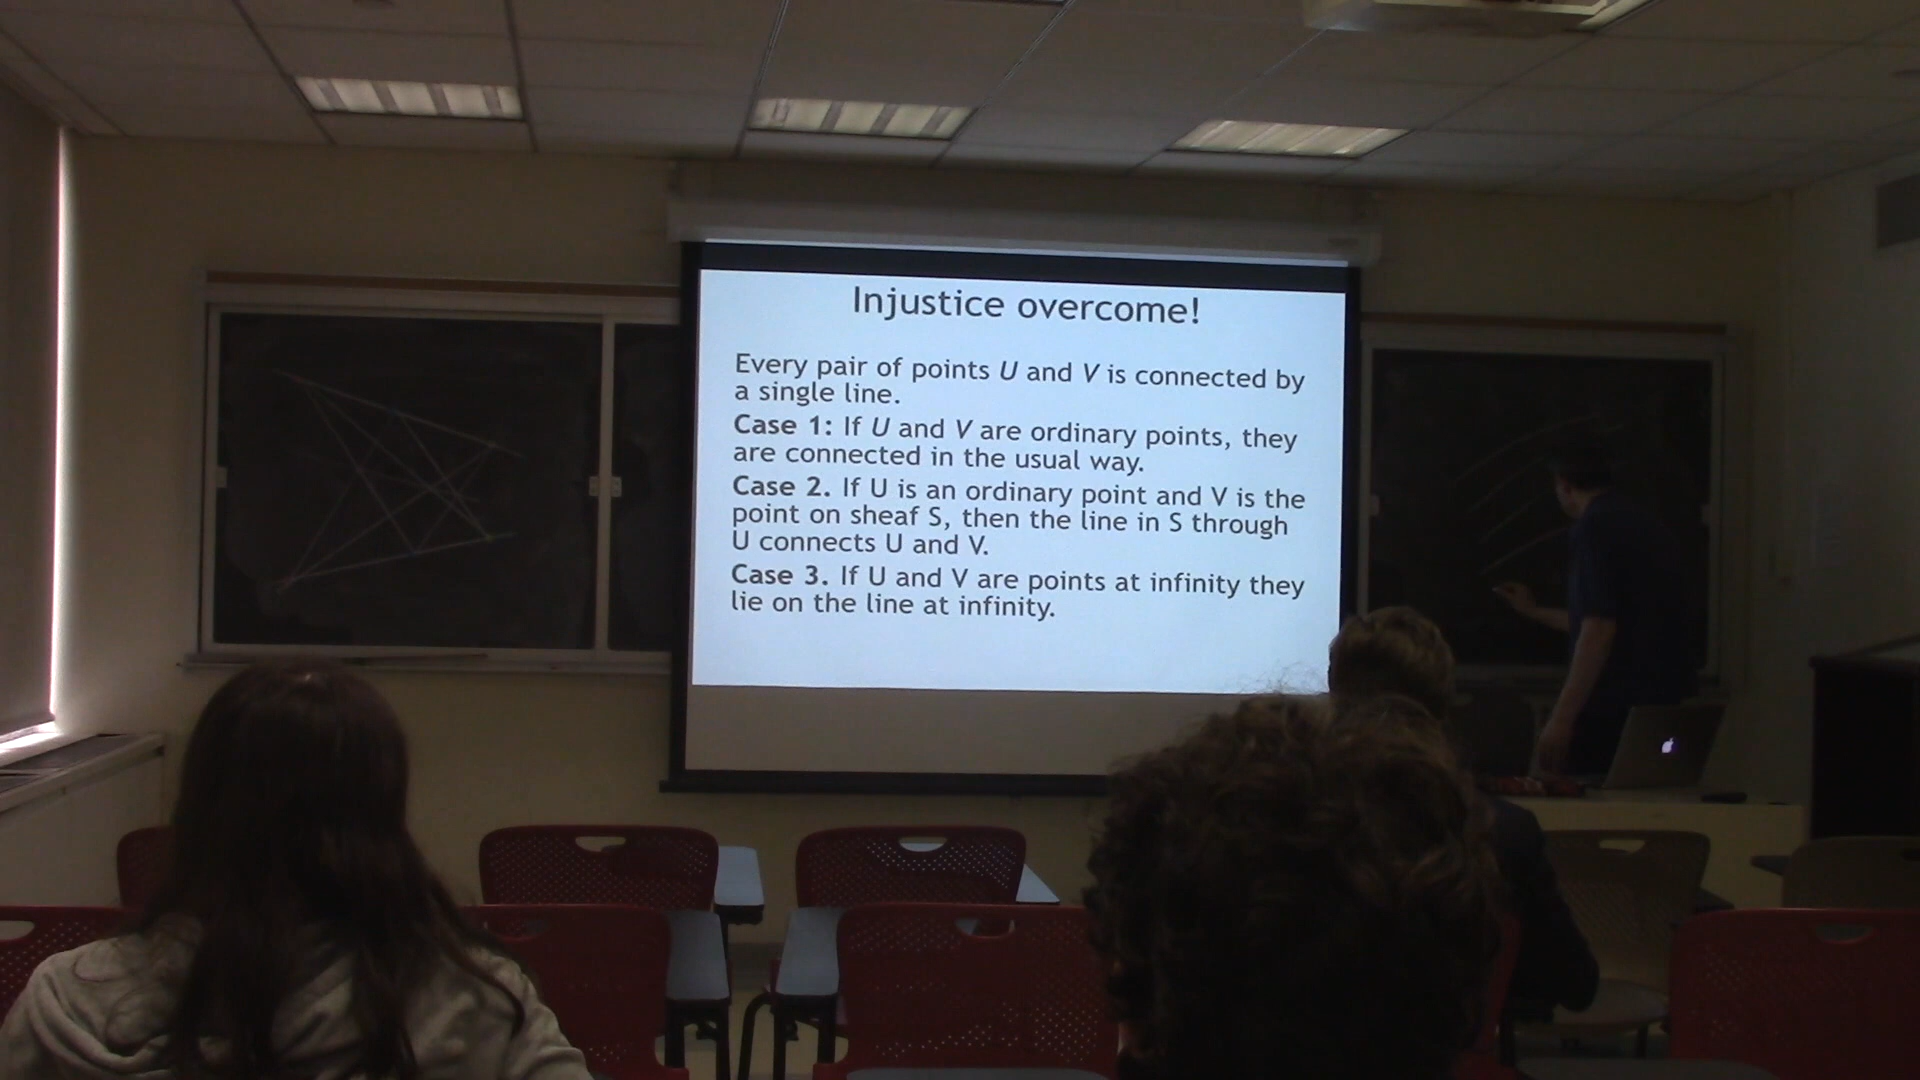 Injustice overcome!
Every pair of points U and V is connected by
a single line.
Case 1: If U and V are ordinary points, they
are connected in the usual way.
Case 2. If U is an ordinary point and V is the
point on sheaf S, then the line in S through
U connects U and V.
Case 3. If U and V are points at infinity they
lie on the line at infinity.